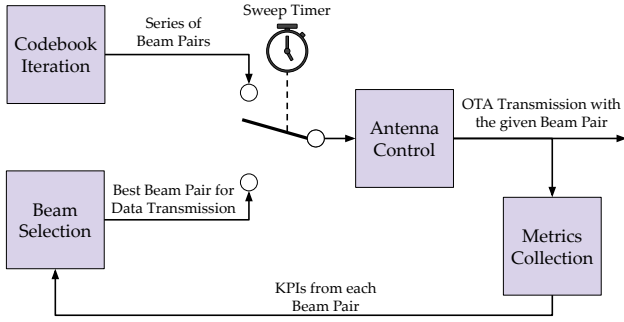 Sweep Timer
Codebook
Iteration
Series of
Beam Pairs
Antenna
Control
OTA Transmission with
the given Beam Pair
Beam
Selection
Best Beam Pair for
Data Transmission
Metrics
Collection
KPIs from each
Beam Pair